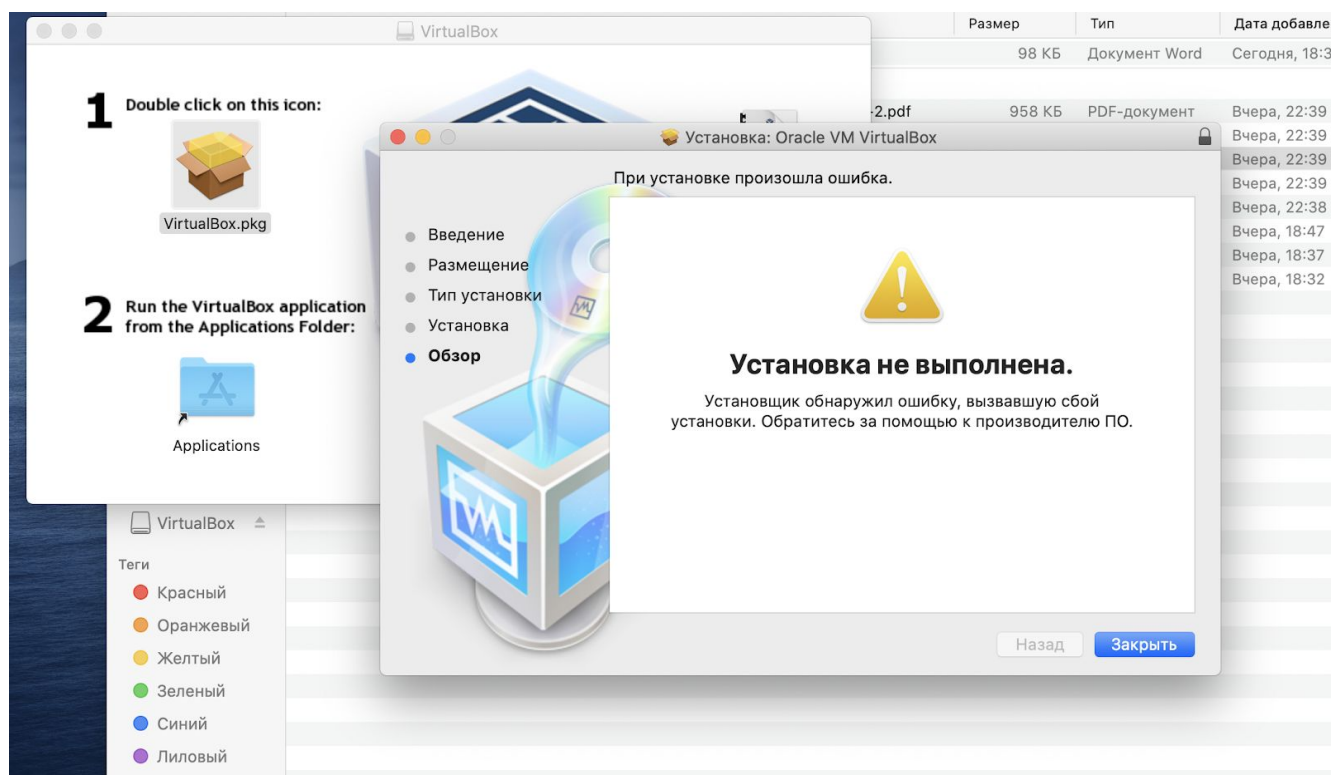 VirtualBox
Размер
Тип
Дата добавле
98 КБ
Документ Word
Сегодня, 18:3
1
Double click on this icon:
VirtualBox.pkg
2
Run the VirtualBox application
from the Applications Folder:
Applications
-2.pdf
958 КБ
PDF-документ
Вчера, 22:39
Вчера, 22:39
Вчера, 22:39
Вчера, 22:39
Вчера, 22:38
Вчера, 18:47
Вчера, 18:37
Вчера, 18:32
Установка: Oracle VM VirtualBox
При установке произошла ошибка.
Введение
Размещение
Тип установки
Установка
Обзор
Установка не выполнена.
Установщик обнаружил ошибку, вызвавшую сбой
установки. Обратитесь за помощью к производителю ПО.
Назад
Закрыть
VirtualBox
Теги
Красный
Оранжевый
Желтый
Зеленый
Синий
Лиловый